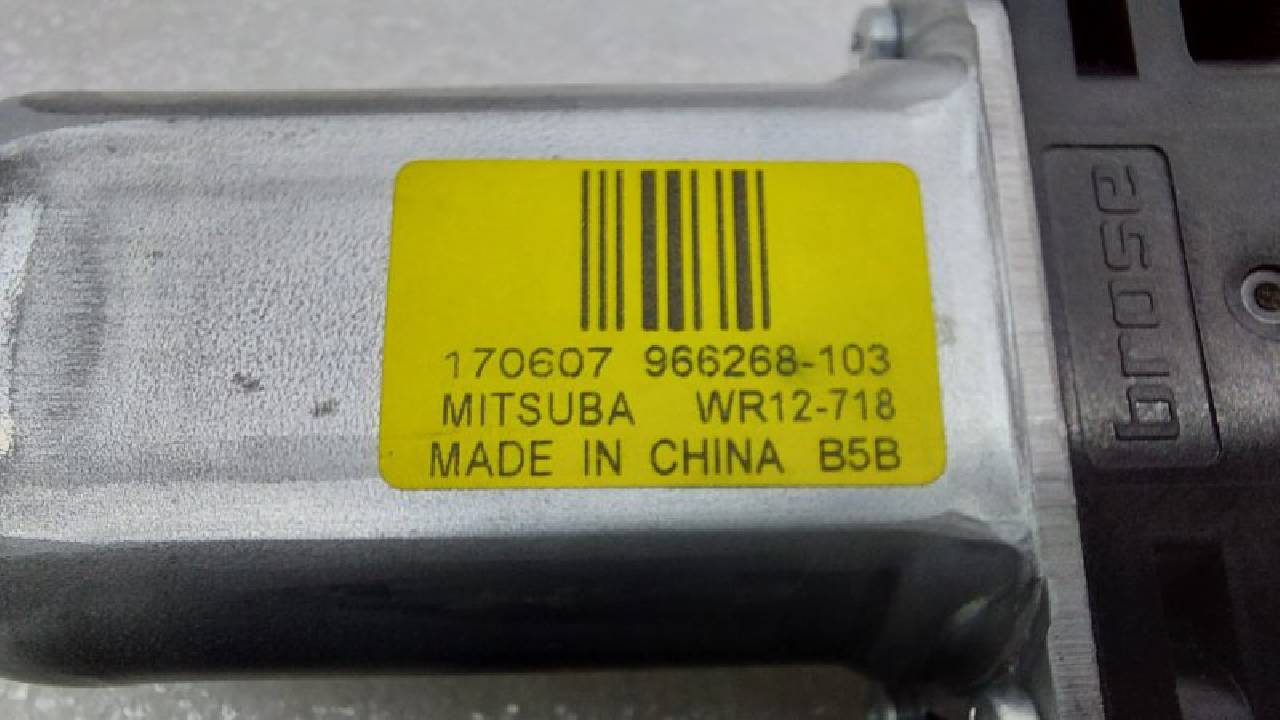 170607 966268-103
MITSUBA WR12-718
MADE IN CHINA B5B
brose